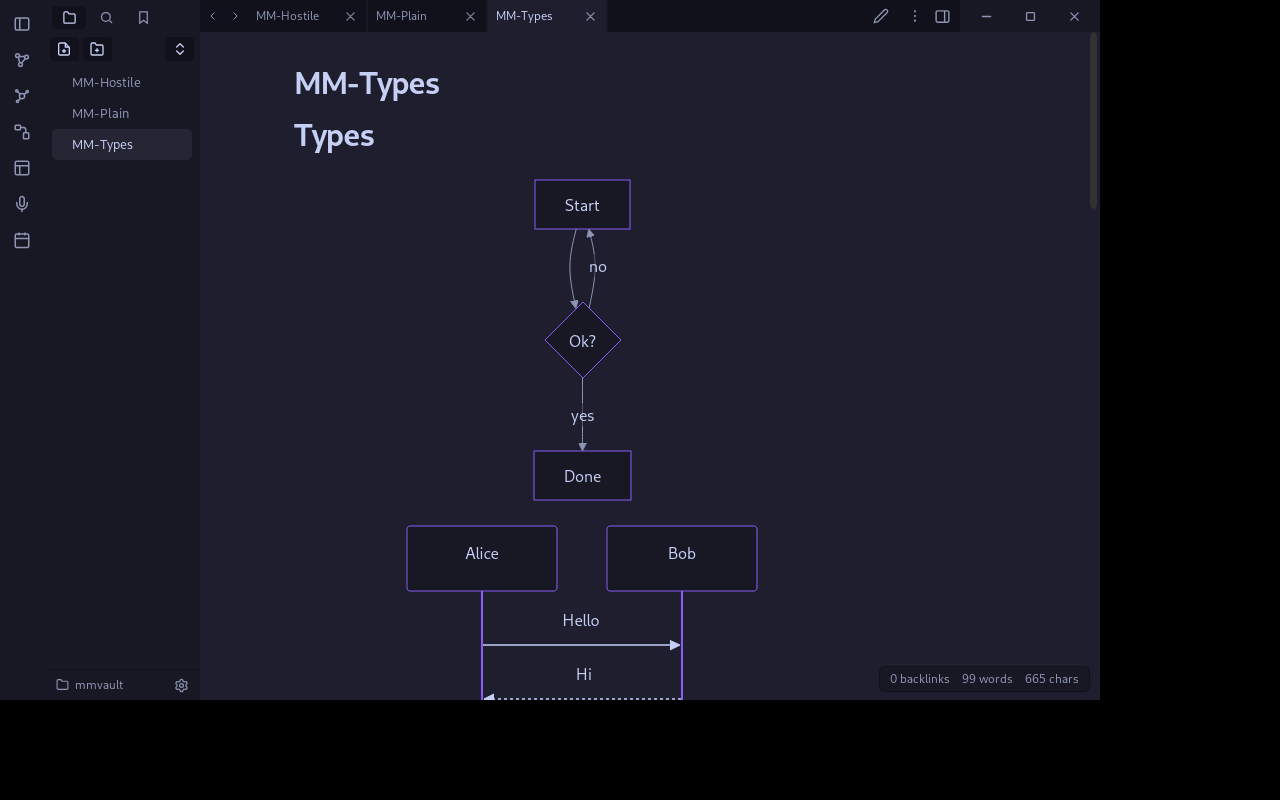 MM-Hostile
MM-Plain
MM-Types
MM-Hostile
MM-Plain
MM-Types
MM-Types
Types
Start
no
Ok?
yes
Done
Alice
Bob
Hello
Hi
mmvault
0 backlinks 99 words 665 chars